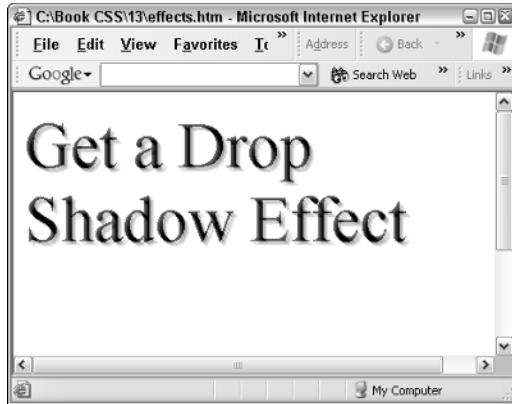 C:\Book CSS\13\effects.htm - Microsoft Internet Explorer
File Edit View Favorites To » Address Back »
Google Search Web » Links »
Get a Drop
Shadow Effect
My Computer